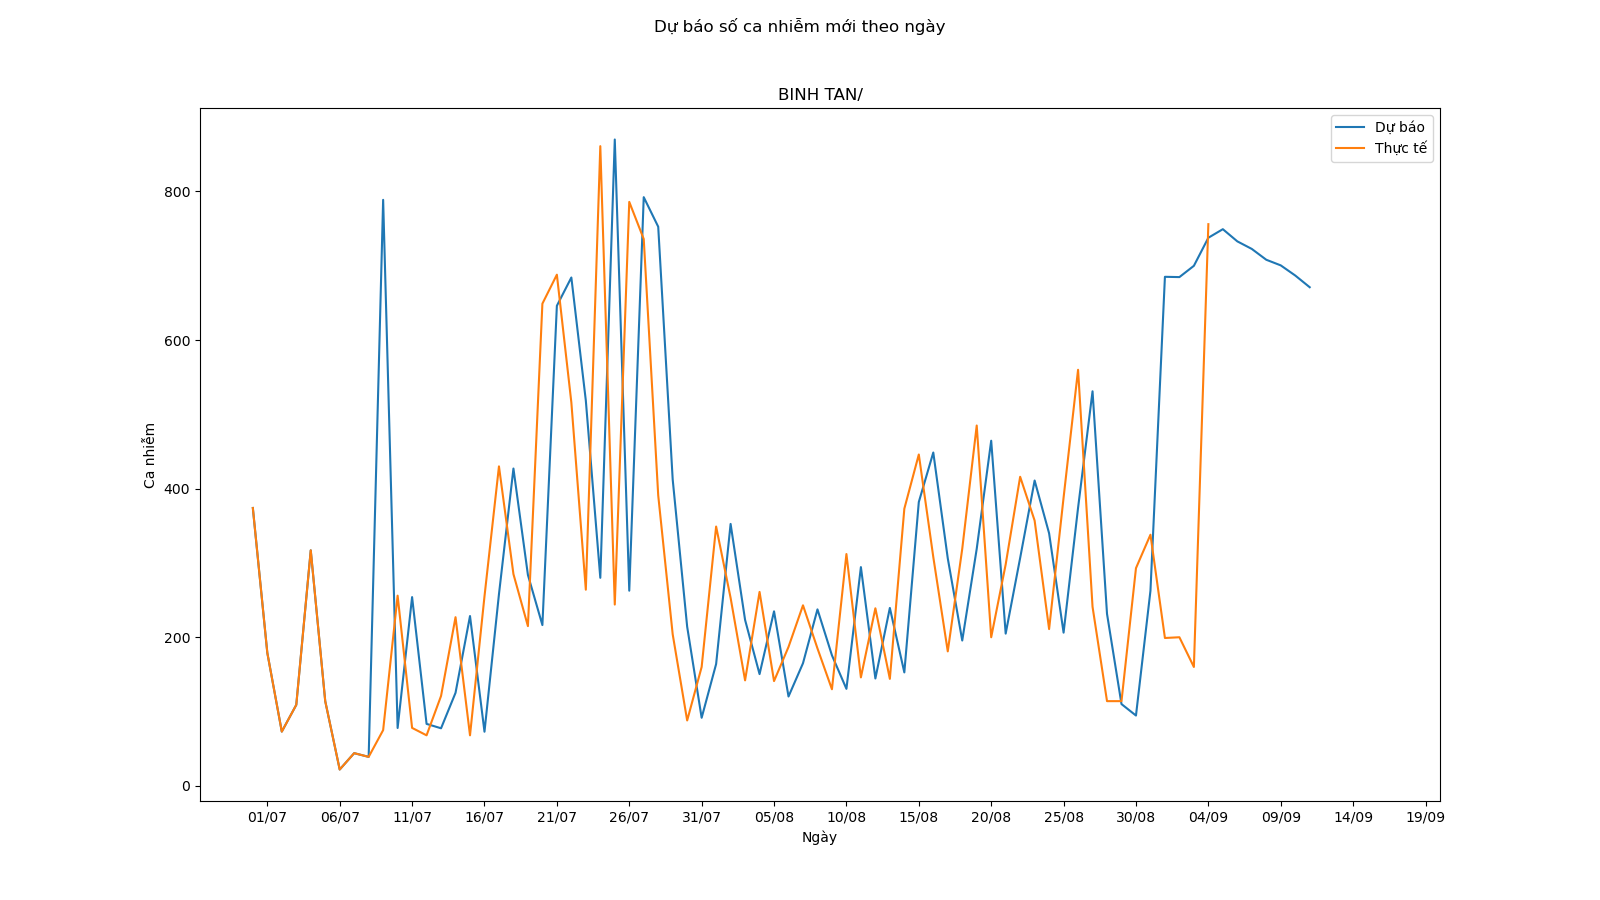 Dự báo số ca nhiễm mới theo ngày
BINH TAN/
Dự báo
Thực tế
Ca nhiễm
800
600
400
200
0
01/07 06/07 11/07 16/07 21/07 26/07 31/07 05/08 10/08 15/08 20/08 25/08 30/08 04/09 09/09 14/09 19/09
Ngày